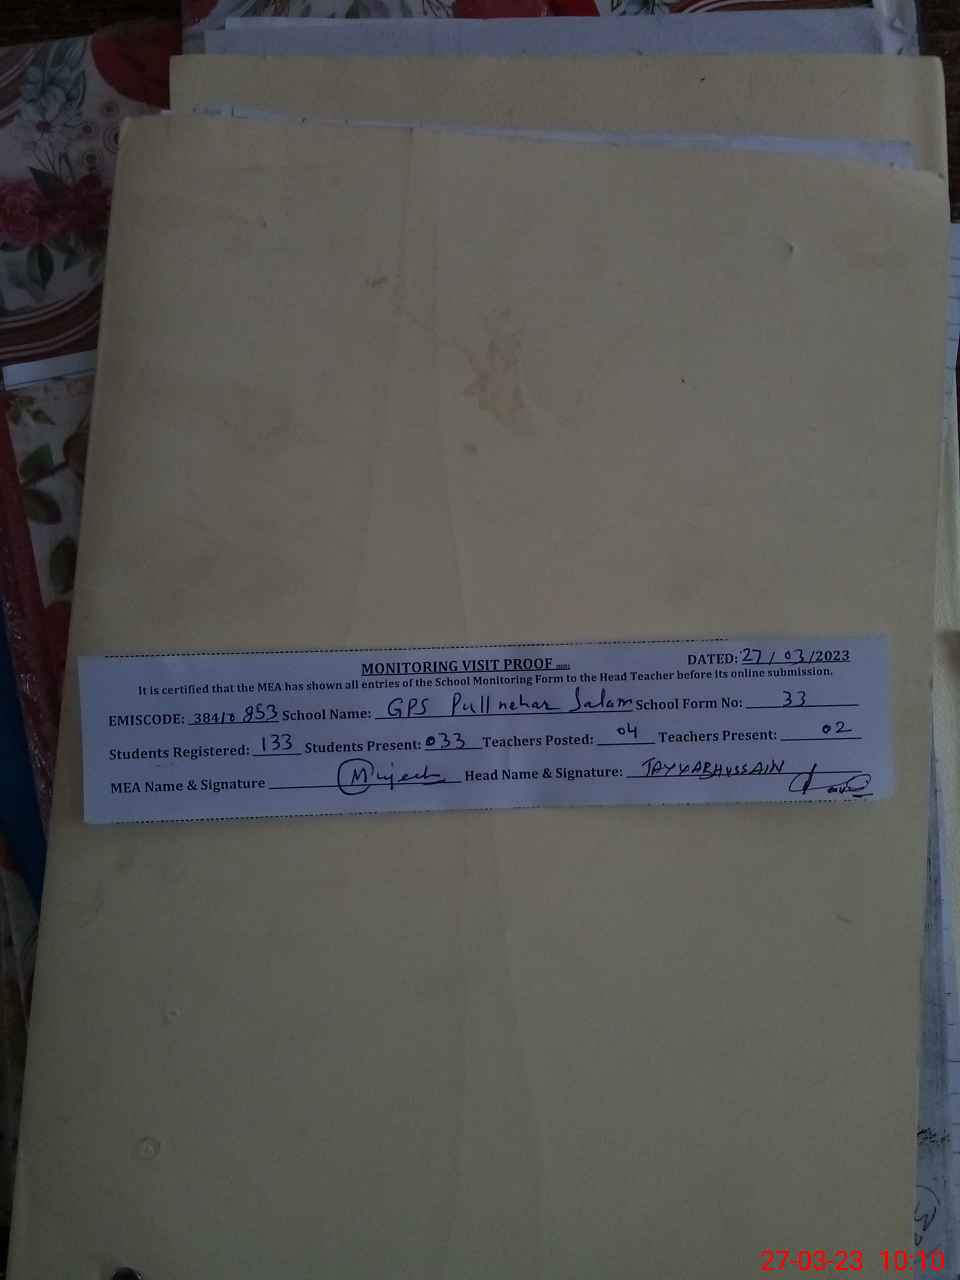 MONITORING VISIT PROOF DATED: 27/03/2023
It is certified that the MEA has shown all entries of the School Monitoring Form to the Head Teacher before its online submission.
EMISCODE: 38410853 School Name: GPS Pull nehar Salam School Form No: 33
Students Registered: 133 Students Present: 033 Teachers Posted: 04 Teachers Present: 02
MEA Name & Signature Mujeeb Head Name & Signature: TAYYAB HUSSAIN
27-03-23 10:10